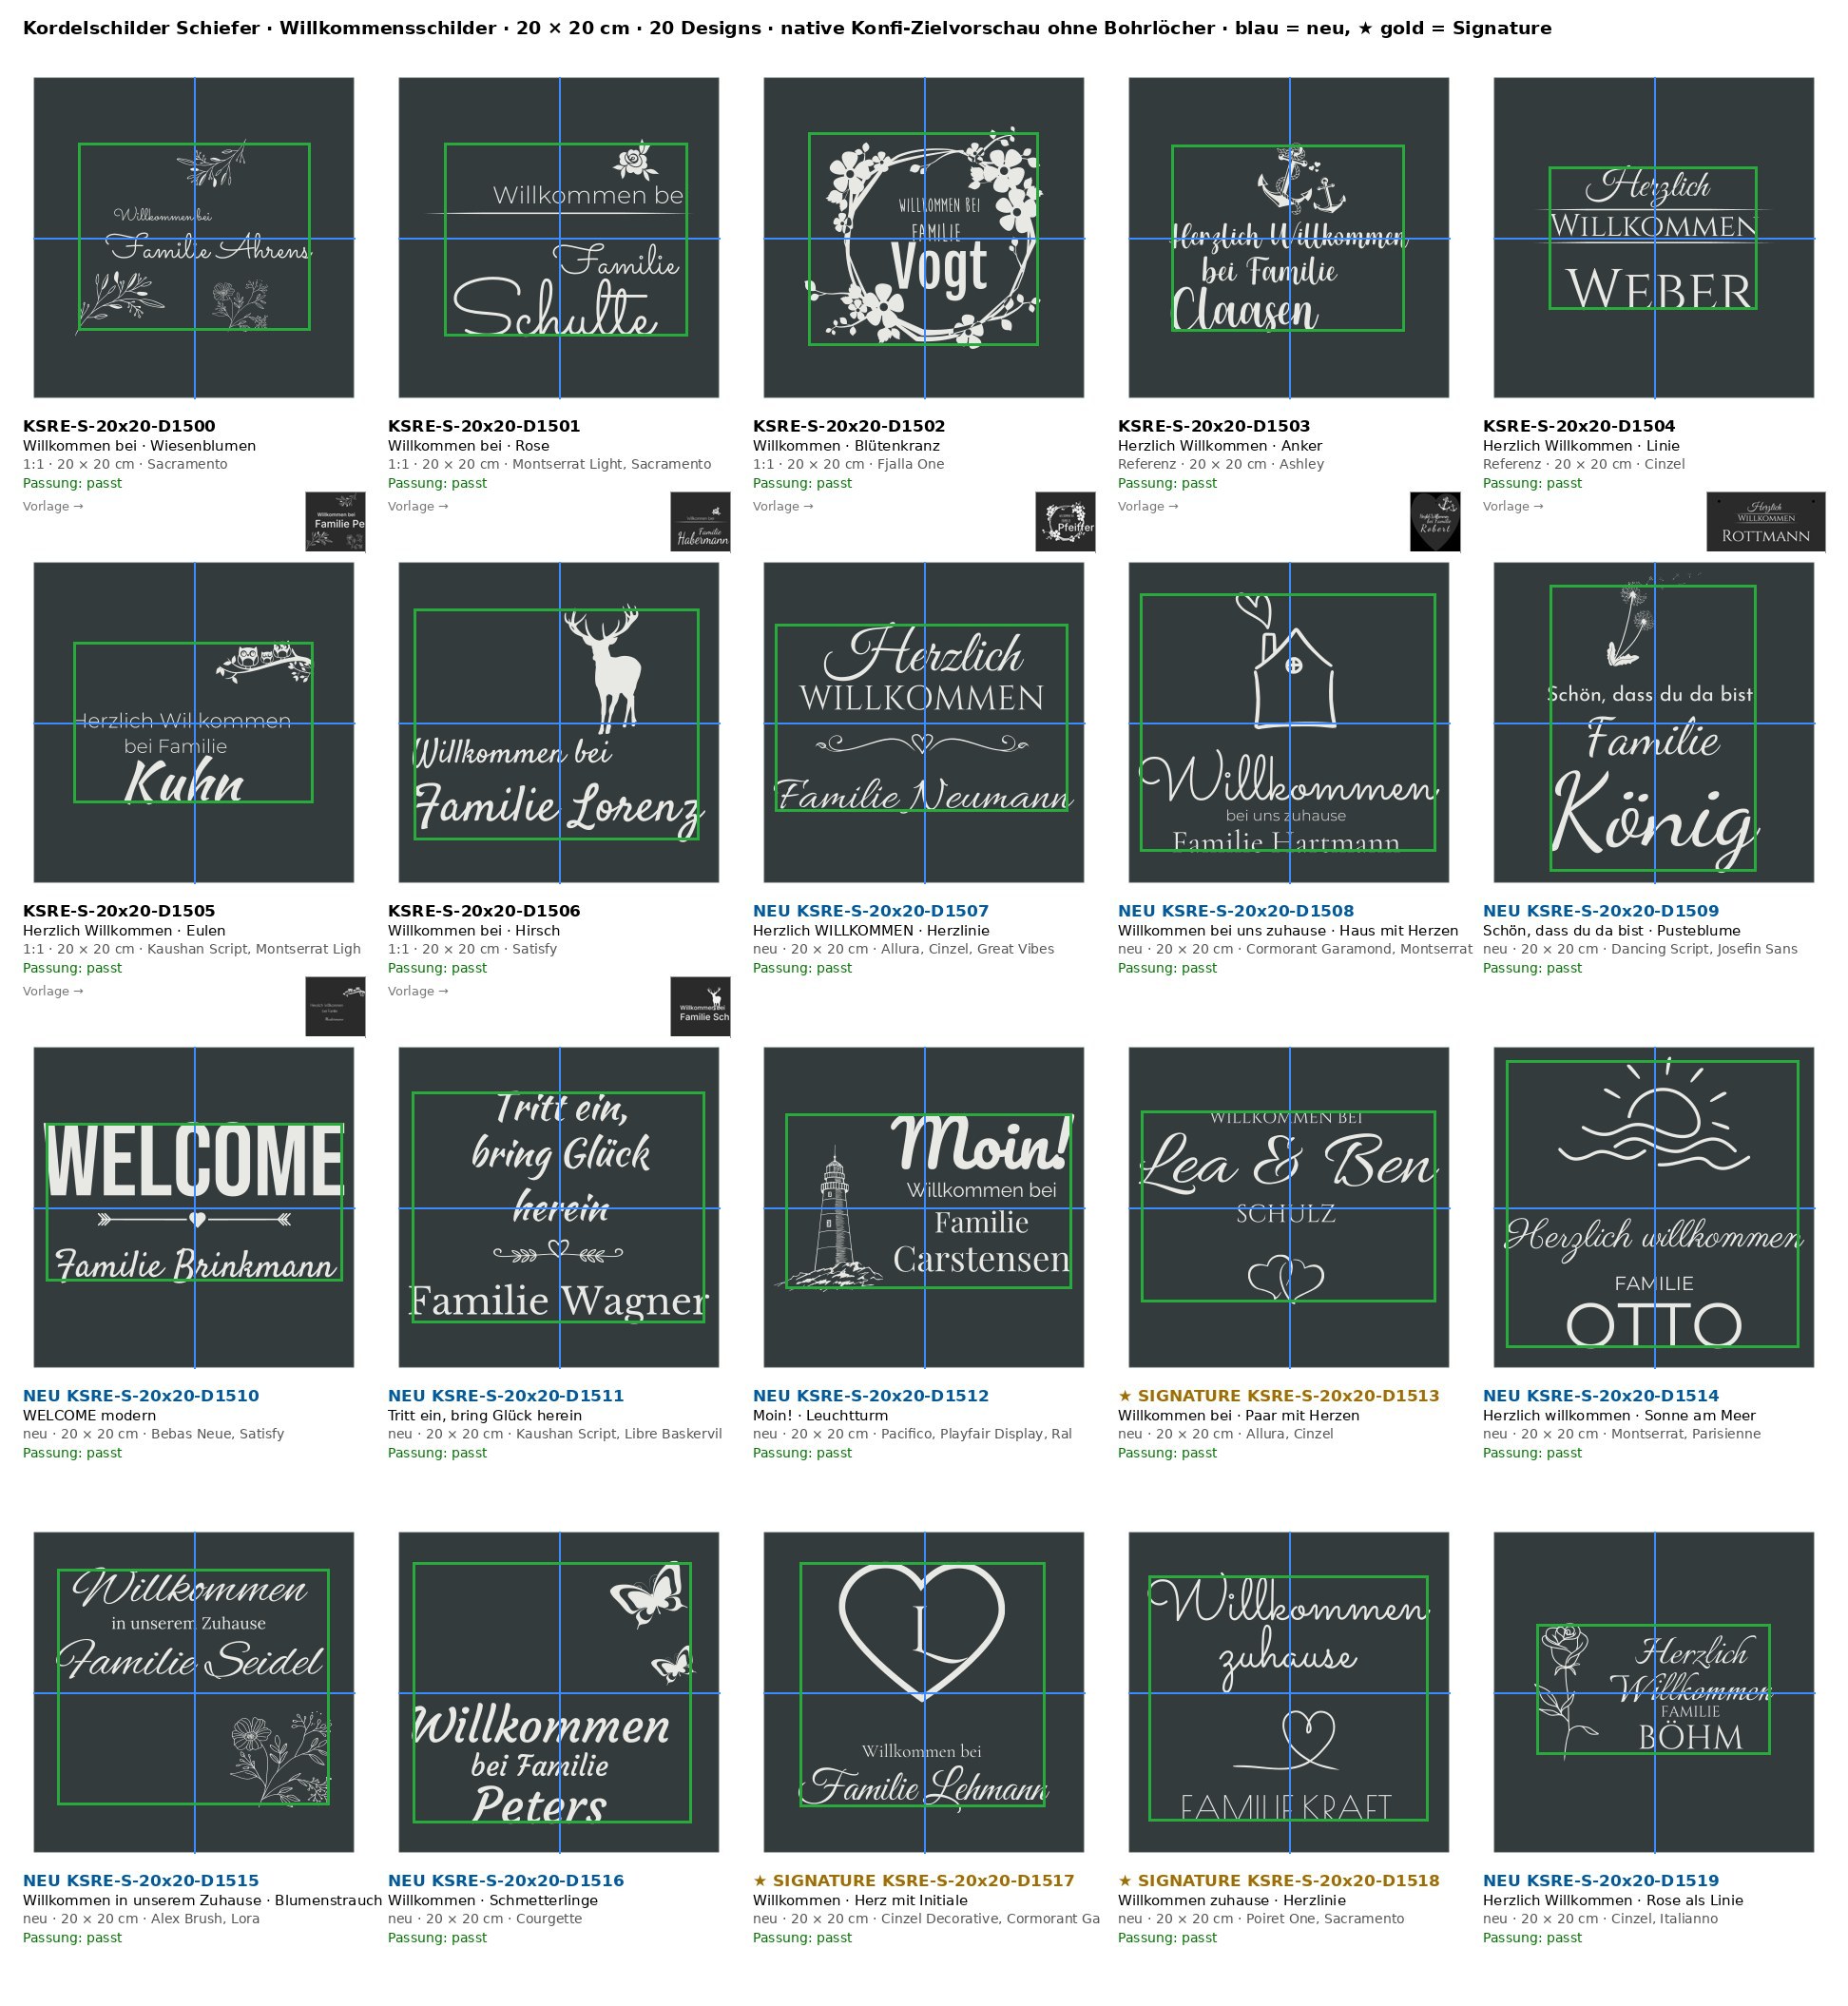 Kordelschilder Schiefer · Willkommensschilder · 20 × 20 cm · 20 Designs · native Konfi-Zielvorschau ohne Bohrlöcher · blau = neu, ★ gold = Signature
Willkommen bei
Familie Ahrens
Willkommen be
Familie
Schulte
WILLKOMMEN BEI
FAMILIE
Vogt
Herzlich Willkommen
bei Familie
Claasen
Herzlich
WILLKOMMEN
WEBER
KSRE-S-20x20-D1500
Willkommen bei · Wiesenblumen
1:1 · 20 × 20 cm · Sacramento
Passung: passt
Vorlage →
Willkommen bei
Familie Pe
KSRE-S-20x20-D1501
Willkommen bei · Rose
1:1 · 20 × 20 cm · Montserrat Light, Sacramento
Passung: passt
Vorlage →
Willkommen bei
Familie
Habermann
KSRE-S-20x20-D1502
Willkommen · Blütenkranz
1:1 · 20 × 20 cm · Fjalla One
Passung: passt
Vorlage →
Pfeiffer
KSRE-S-20x20-D1503
Herzlich Willkommen · Anker
Referenz · 20 × 20 cm · Ashley
Passung: passt
Vorlage →
Herzlich Willkommen
bei Familie
Robert
KSRE-S-20x20-D1504
Herzlich Willkommen · Linie
Referenz · 20 × 20 cm · Cinzel
Passung: passt
Vorlage →
Herzlich
WILLKOMMEN
ROTTMANN
Herzlich Willkommen
bei Familie
Kuhn
Willkommen bei
Familie Lorenz
Herzlich
WILLKOMMEN
Familie Neumann
Willkommen
bei uns zuhause
Familie Hartmann
Schön, dass du da bist
Familie
König
KSRE-S-20x20-D1505
Herzlich Willkommen · Eulen
1:1 · 20 × 20 cm · Kaushan Script, Montserrat Ligh
Passung: passt
Vorlage →
KSRE-S-20x20-D1506
Willkommen bei · Hirsch
1:1 · 20 × 20 cm · Satisfy
Passung: passt
Vorlage →
Willkommen bei
Familie Sch
NEU KSRE-S-20x20-D1507
Herzlich WILLKOMMEN · Herzlinie
neu · 20 × 20 cm · Allura, Cinzel, Great Vibes
Passung: passt
NEU KSRE-S-20x20-D1508
Willkommen bei uns zuhause · Haus mit Herzen
neu · 20 × 20 cm · Cormorant Garamond, Montserrat
Passung: passt
NEU KSRE-S-20x20-D1509
Schön, dass du da bist · Pusteblume
neu · 20 × 20 cm · Dancing Script, Josefin Sans
Passung: passt
WELCOME
Familie Brinkmann
Tritt ein,
bring Glück
herein
Familie Wagner
Moin!
Willkommen bei
Familie
Carstensen
WILLKOMMEN BEI
Lea & Ben
SCHULZ
Herzlich willkommen
FAMILIE
OTTO
NEU KSRE-S-20x20-D1510
WELCOME modern
neu · 20 × 20 cm · Bebas Neue, Satisfy
Passung: passt
NEU KSRE-S-20x20-D1511
Tritt ein, bring Glück herein
neu · 20 × 20 cm · Kaushan Script, Libre Baskervil
Passung: passt
NEU KSRE-S-20x20-D1512
Moin! · Leuchtturm
neu · 20 × 20 cm · Pacifico, Playfair Display, Ral
Passung: passt
★ SIGNATURE KSRE-S-20x20-D1513
Willkommen bei · Paar mit Herzen
neu · 20 × 20 cm · Allura, Cinzel
Passung: passt
NEU KSRE-S-20x20-D1514
Herzlich willkommen · Sonne am Meer
neu · 20 × 20 cm · Montserrat, Parisienne
Passung: passt
Willkommen
in unserem Zuhause
Familie Seidel
Willkommen
bei Familie
Peters
L
Willkommen bei
Familie Lehmann
Willkommen
zuhause
FAMILIE KRAFT
Herzlich
Willkommen
FAMILIE
BÖHM
NEU KSRE-S-20x20-D1515
Willkommen in unserem Zuhause · Blumenstrauch
neu · 20 × 20 cm · Alex Brush, Lora
Passung: passt
NEU KSRE-S-20x20-D1516
Willkommen · Schmetterlinge
neu · 20 × 20 cm · Courgette
Passung: passt
★ SIGNATURE KSRE-S-20x20-D1517
Willkommen · Herz mit Initiale
neu · 20 × 20 cm · Cinzel Decorative, Cormorant Ga
Passung: passt
★ SIGNATURE KSRE-S-20x20-D1518
Willkommen zuhause · Herzlinie
neu · 20 × 20 cm · Poiret One, Sacramento
Passung: passt
NEU KSRE-S-20x20-D1519
Herzlich Willkommen · Rose als Linie
neu · 20 × 20 cm · Cinzel, Italianno
Passung: passt